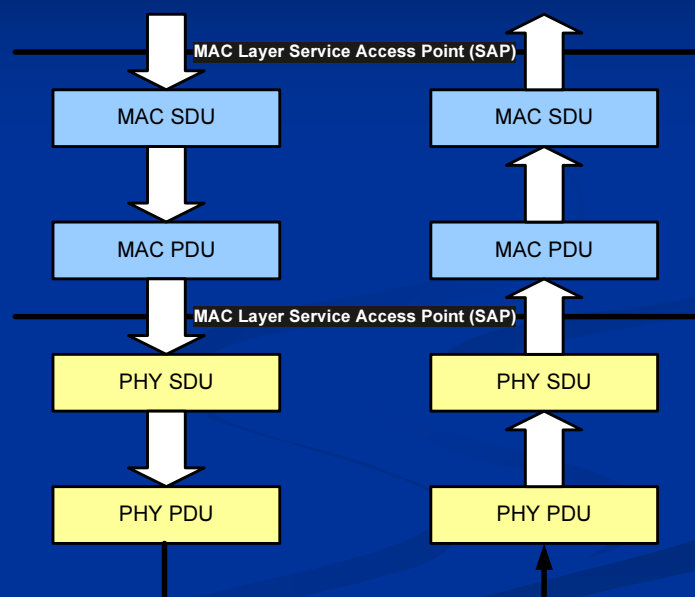 MAC Layer Service Access Point (SAP)
MAC SDU
MAC SDU
MAC PDU
MAC PDU
MAC Layer Service Access Point (SAP)
PHY SDU
PHY SDU
PHY PDU
PHY PDU